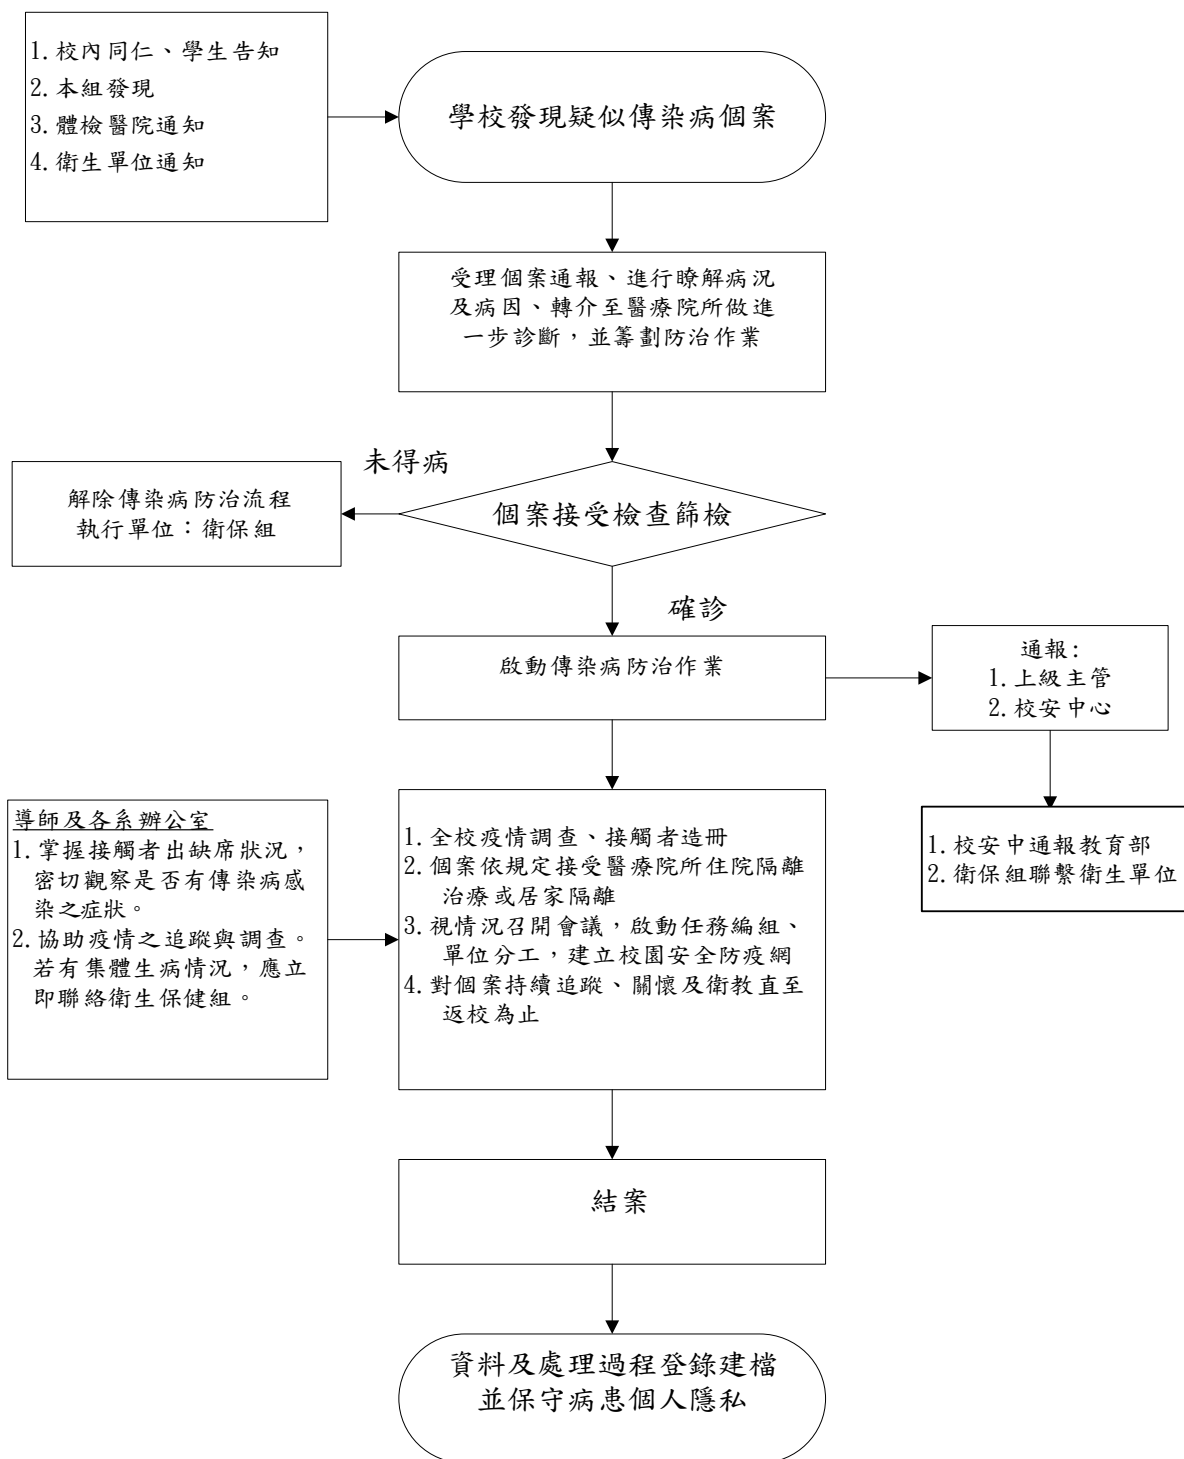 1. 校內同仁、學生告知
2. 本組發現
3. 體檢醫院通知
4. 衛生單位通知
學校發現疑似傳染病個案
受理個案通報、進行瞭解病況
及病因、轉介至醫療院所做進
一步診斷，並籌劃防治作業
個案接受檢查篩檢
未得病
解除傳染病防治流程
執行單位：衛保組
確診
啟動傳染病防治作業
通報:
1. 上級主管
2. 校安中心
1. 校安中通報教育部
2. 衛保組聯繫衛生單位
導師及各系辦公室
1. 掌握接觸者出缺席狀況，
密切觀察是否有傳染病感
染之症狀。
2. 協助疫情之追蹤與調查。
若有集體生病情況，應立
即聯絡衛生保健組。
1. 全校疫情調查、接觸者造冊
2. 個案依規定接受醫療院所住院隔離
治療或居家隔離
3. 視情況召開會議，啟動任務編組、
單位分工，建立校園安全防疫網
4. 對個案持續追蹤、關懷及衛教直至
返校為止
結案
資料及處理過程登錄建檔
並保守病患個人隱私